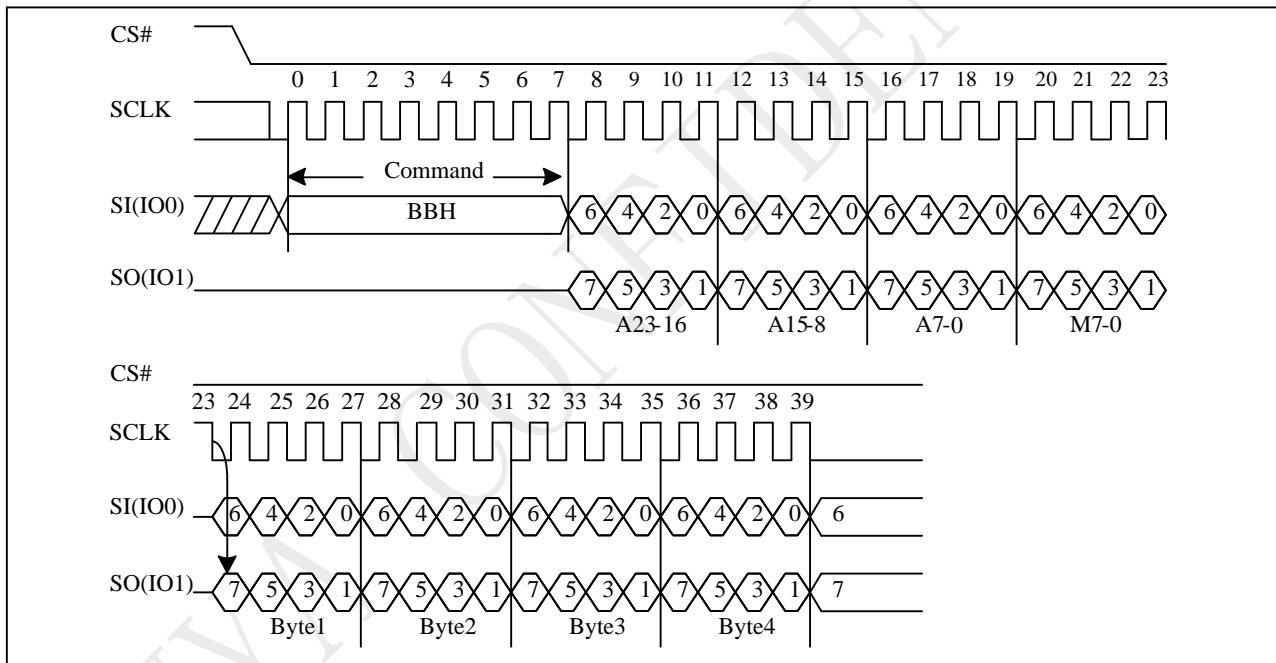 CS#
0 1 2 3 4 5 6 7 8 9 10 11 12 13 14 15 16 17 18 19 20 21 22 23
SCLK
Command
SI(IO0) BBH 6 4 2 0 6 4 2 0 6 4 2 0 6 4 2 0
SO(IO1) 7 5 3 1 7 5 3 1 7 5 3 1 7 5 3 1
A23-16 A15-8 A7-0 M7-0
CS#
23 24 25 26 27 28 29 30 31 32 33 34 35 36 37 38 39
SCLK
SI(IO0) 6 4 2 0 6 4 2 0 6 4 2 0 6 4 2 0 6
SO(IO1) 7 5 3 1 7 5 3 1 7 5 3 1 7 5 3 1 7
Byte1 Byte2 Byte3 Byte4